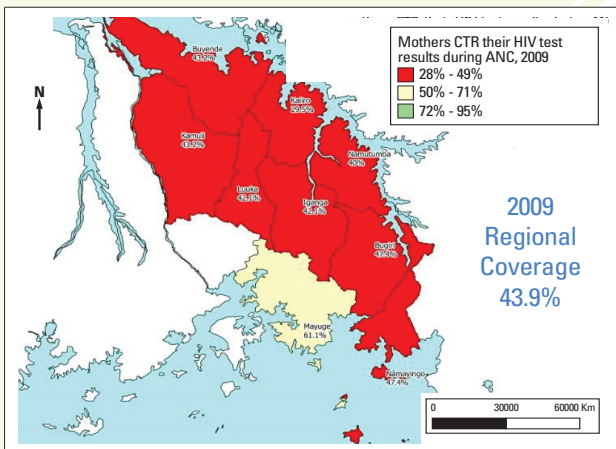 Mothers CTR their HIV test
results during ANC, 2009
28% - 49%
50% - 71%
72% - 95%
N
Buyende
43.2%
Kaliro
29.5%
Kamuli
43.2%
Namutumba
40%
Luuka
42.1%
Iganga
42.1%
Bugiri
47.4%
2009
Regional
Coverage
43.9%
Mayuge
61.1%
Namayingo
47.4%
0 30000 60000 Km